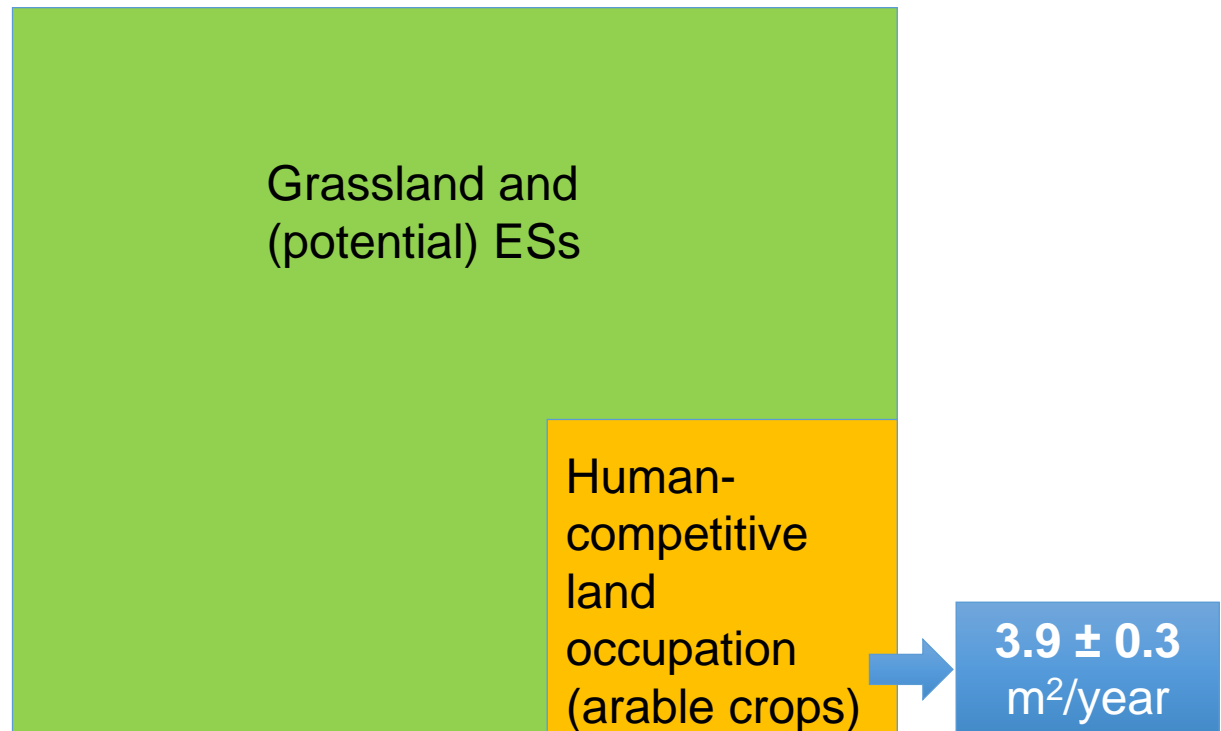 Grassland and
(potential) ESs
Human-
competitive
land
occupation
(arable crops)
3.9 ± 0.3
m²/year